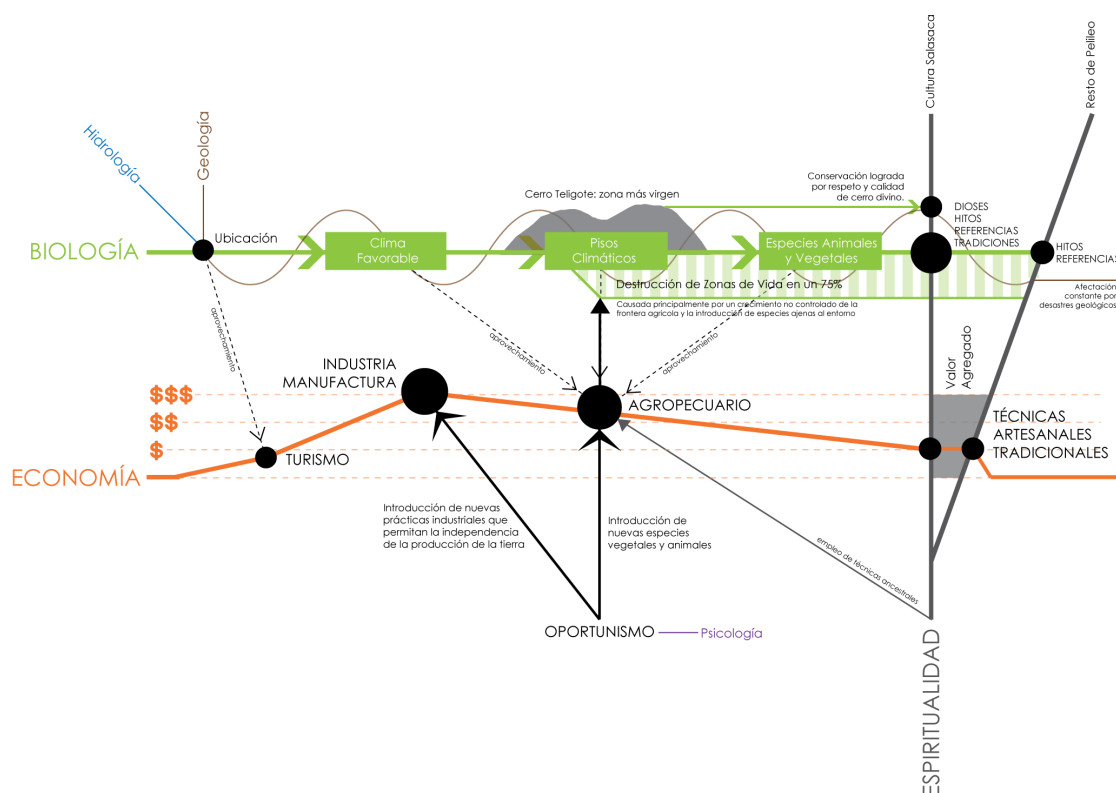 Cultura Salasaca
Resto de Pelileo
Hidrología
Geología
BIOLOGÍA
Ubicación
Clima
Favorable
Cerro Teligote: zona más virgen
Pisos
Climáticos
Especies Animales
y Vegetales
Conservación lograda
por respeto y calidad
de cerro divino.
DIOSES
HITOS
REFERENCIAS
TRADICIONES
HITOS
REFERENCIAS
Afectación
constante por
desastres geológicos
Destrucción de Zonas de Vida en un 75%
Causada principalmente por un crecimiento no controlado de la
frontera agrícola y la introducción de especies ajenas al entorno
aprovechamiento
aprovechamiento
aprovechamiento
INDUSTRIA
MANUFACTURA
$$$
$$
$
ECONOMÍA
TURISMO
AGROPECUARIO
Valor
Agregado
TÉCNICAS
ARTESANALES
TRADICIONALES
Introducción de nuevas
prácticas industriales que
permitan la independencia
de la producción de la tierra
Introducción de
nuevas especies
vegetales y animales
empleo de técnicas ancestrales
OPORTUNISMO
Psicología
ESPIRITUALIDAD